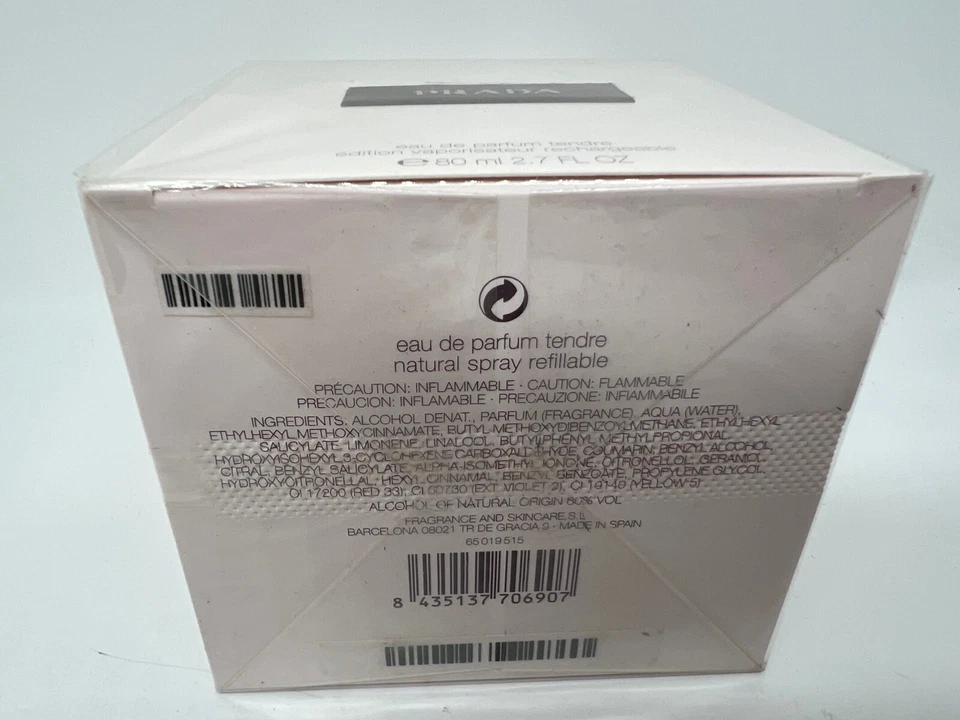 PRADA
eau de parfum tendre
edition vaporisateur rechargeable
℮ 80 ml 2.7 FL OZ
eau de parfum tendre
natural spray refillable
PRÉCAUTION: INFLAMMABLE · CAUTION: FLAMMABLE
PRECAUCION: INFLAMABLE · PRECAUZIONE: INFIAMMABILE
INGREDIENTS: ALCOHOL DENAT., PARFUM (FRAGRANCE), AQUA (WATER),
ETHYLHEXYL METHOXYCINNAMATE, BUTYL METHOXYDIBENZOYLMETHANE, ETHYLHEXYL
SALICYLATE, LIMONENE, LINALOOL, BUTYLPHENYL METHYLPROPIONAL,
HYDROXYISOHEXYL 3-CYCLOHEXENE CARBOXALDEHYDE, COUMARIN, BENZYL ALCOHOL,
CITRAL, BENZYL SALICYLATE, ALPHA-ISOMETHYL IONONE, CITRONELLOL, GERANIOL,
HYDROXYCITRONELLAL, HEXYL CINNAMAL, BENZYL BENZOATE, PROPYLENE GLYCOL,
CI 17200 (RED 33), CI 60730 (EXT. VIOLET 2), CI 19140 (YELLOW 5)
ALCOHOL OF NATURAL ORIGIN 80% VOL
FRAGRANCE AND SKINCARE, S.L.
BARCELONA 08021 TR DE GRACIA 9 · MADE IN SPAIN
65019515
8 435137 706907